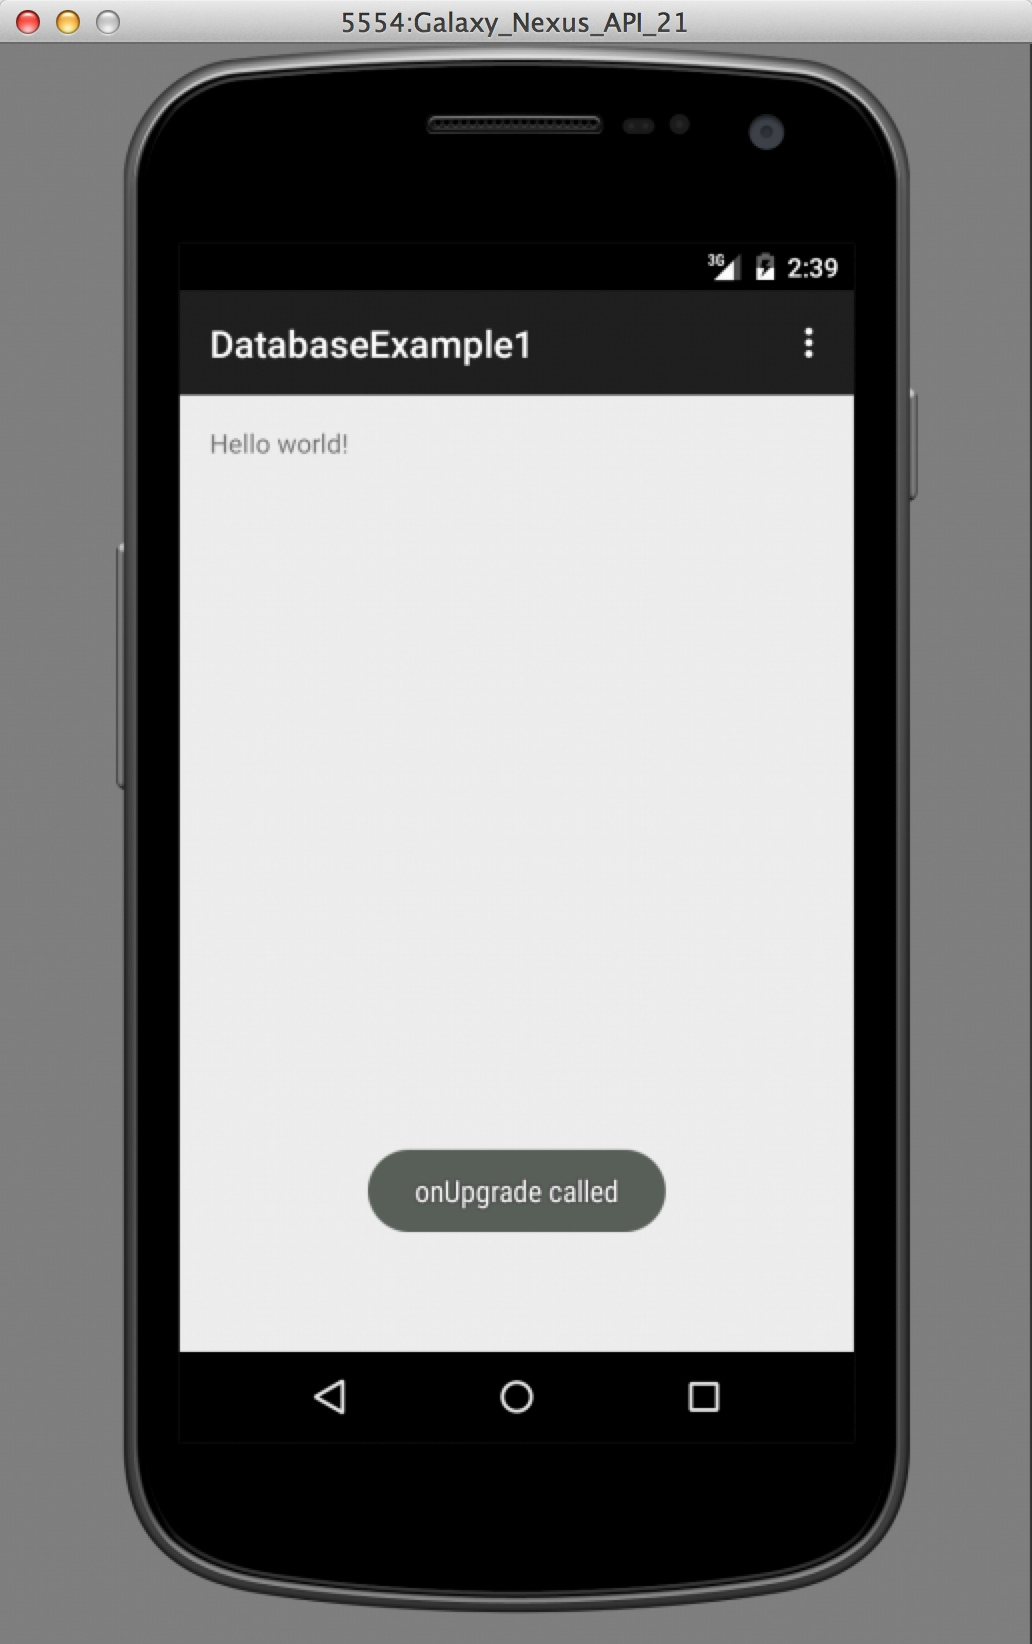 5554:Galaxy_Nexus_API_21
3G 2:39
DatabaseExample1
Hello world!
onUpgrade called